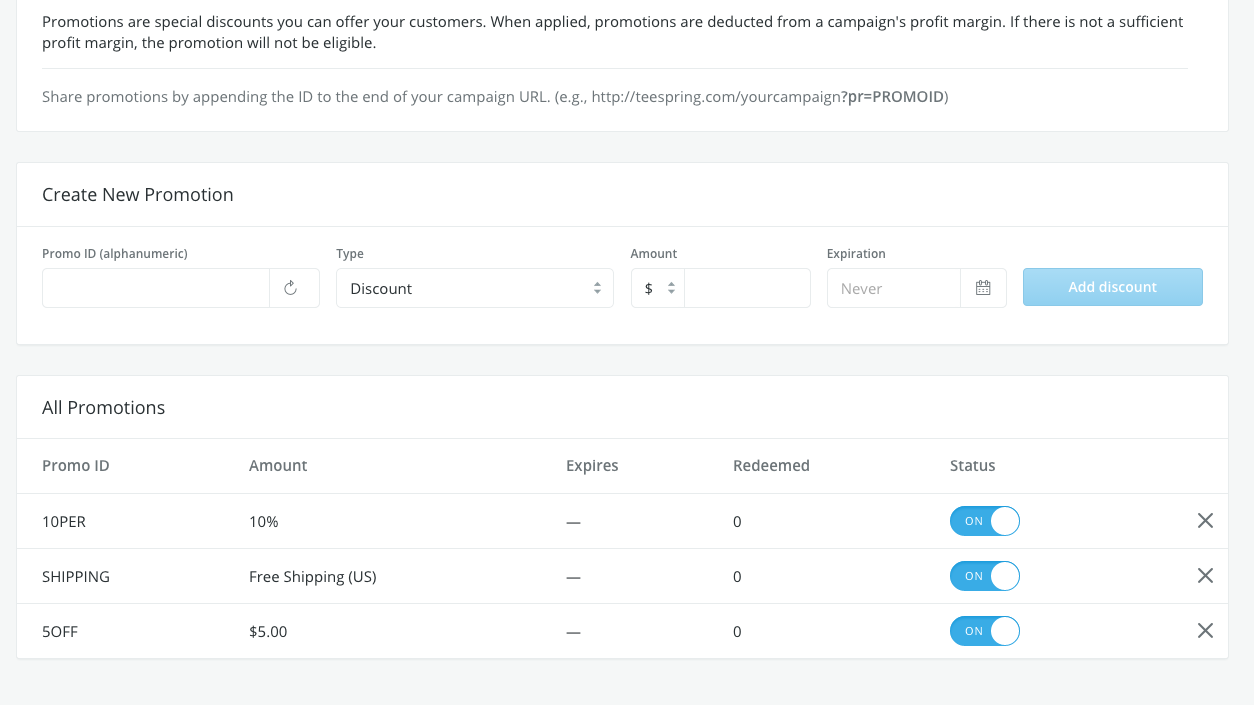 Promotions are special discounts you can offer your customers. When applied, promotions are deducted from a campaign's profit margin. If there is not a sufficient
profit margin, the promotion will not be eligible.
Share promotions by appending the ID to the end of your campaign URL. (e.g., http://teespring.com/yourcampaign?pr=PROMOID)
Create New Promotion
Promo ID (alphanumeric) Type Amount Expiration
Discount $ Never Add discount
All Promotions
Promo ID Amount Expires Redeemed Status
10PER 10% — 0 ON
SHIPPING Free Shipping (US) — 0 ON
5OFF $5.00 — 0 ON